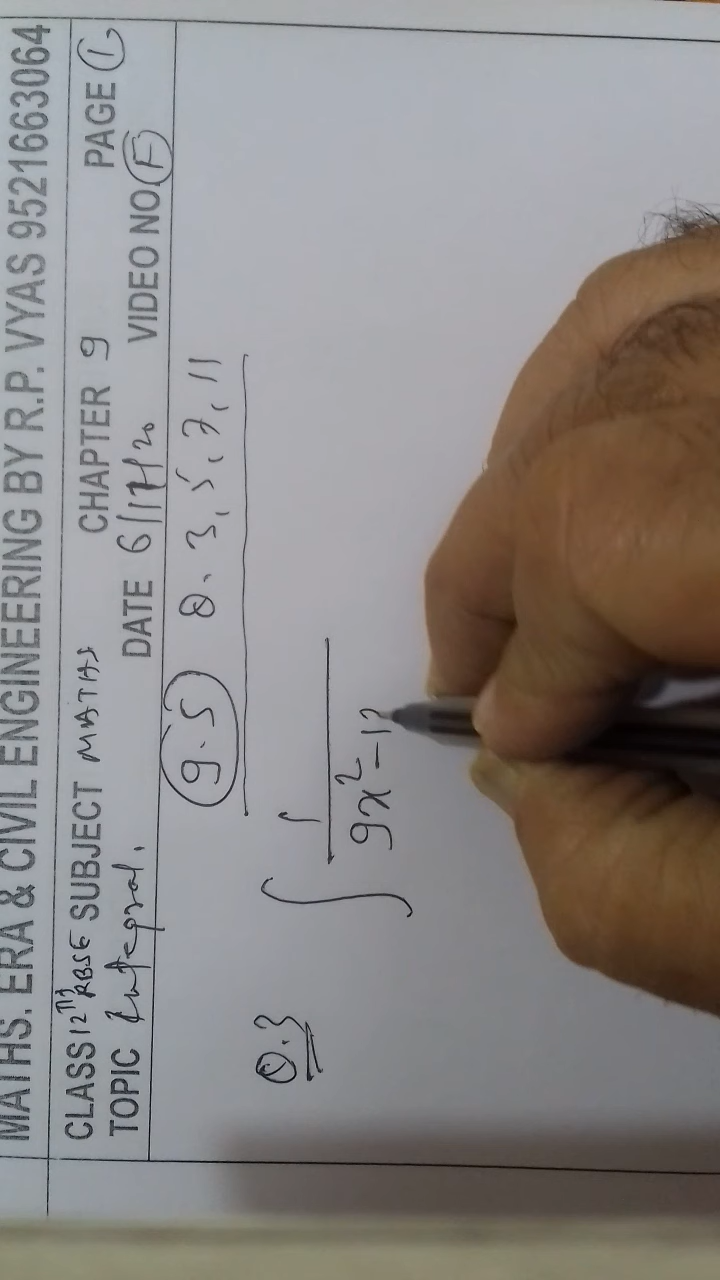 MATHS. ERA & CIVIL ENGINEERING BY R.P. VYAS 9521663064
CLASS 12TH RBSE SUBJECT MATHS CHAPTER 9 PAGE 1
TOPIC Integral. DATE 6/17/20 VIDEO NO. F
9.5 Q. 3, 5, 7, 11
Q.3 ∫ 1
9x² - 12